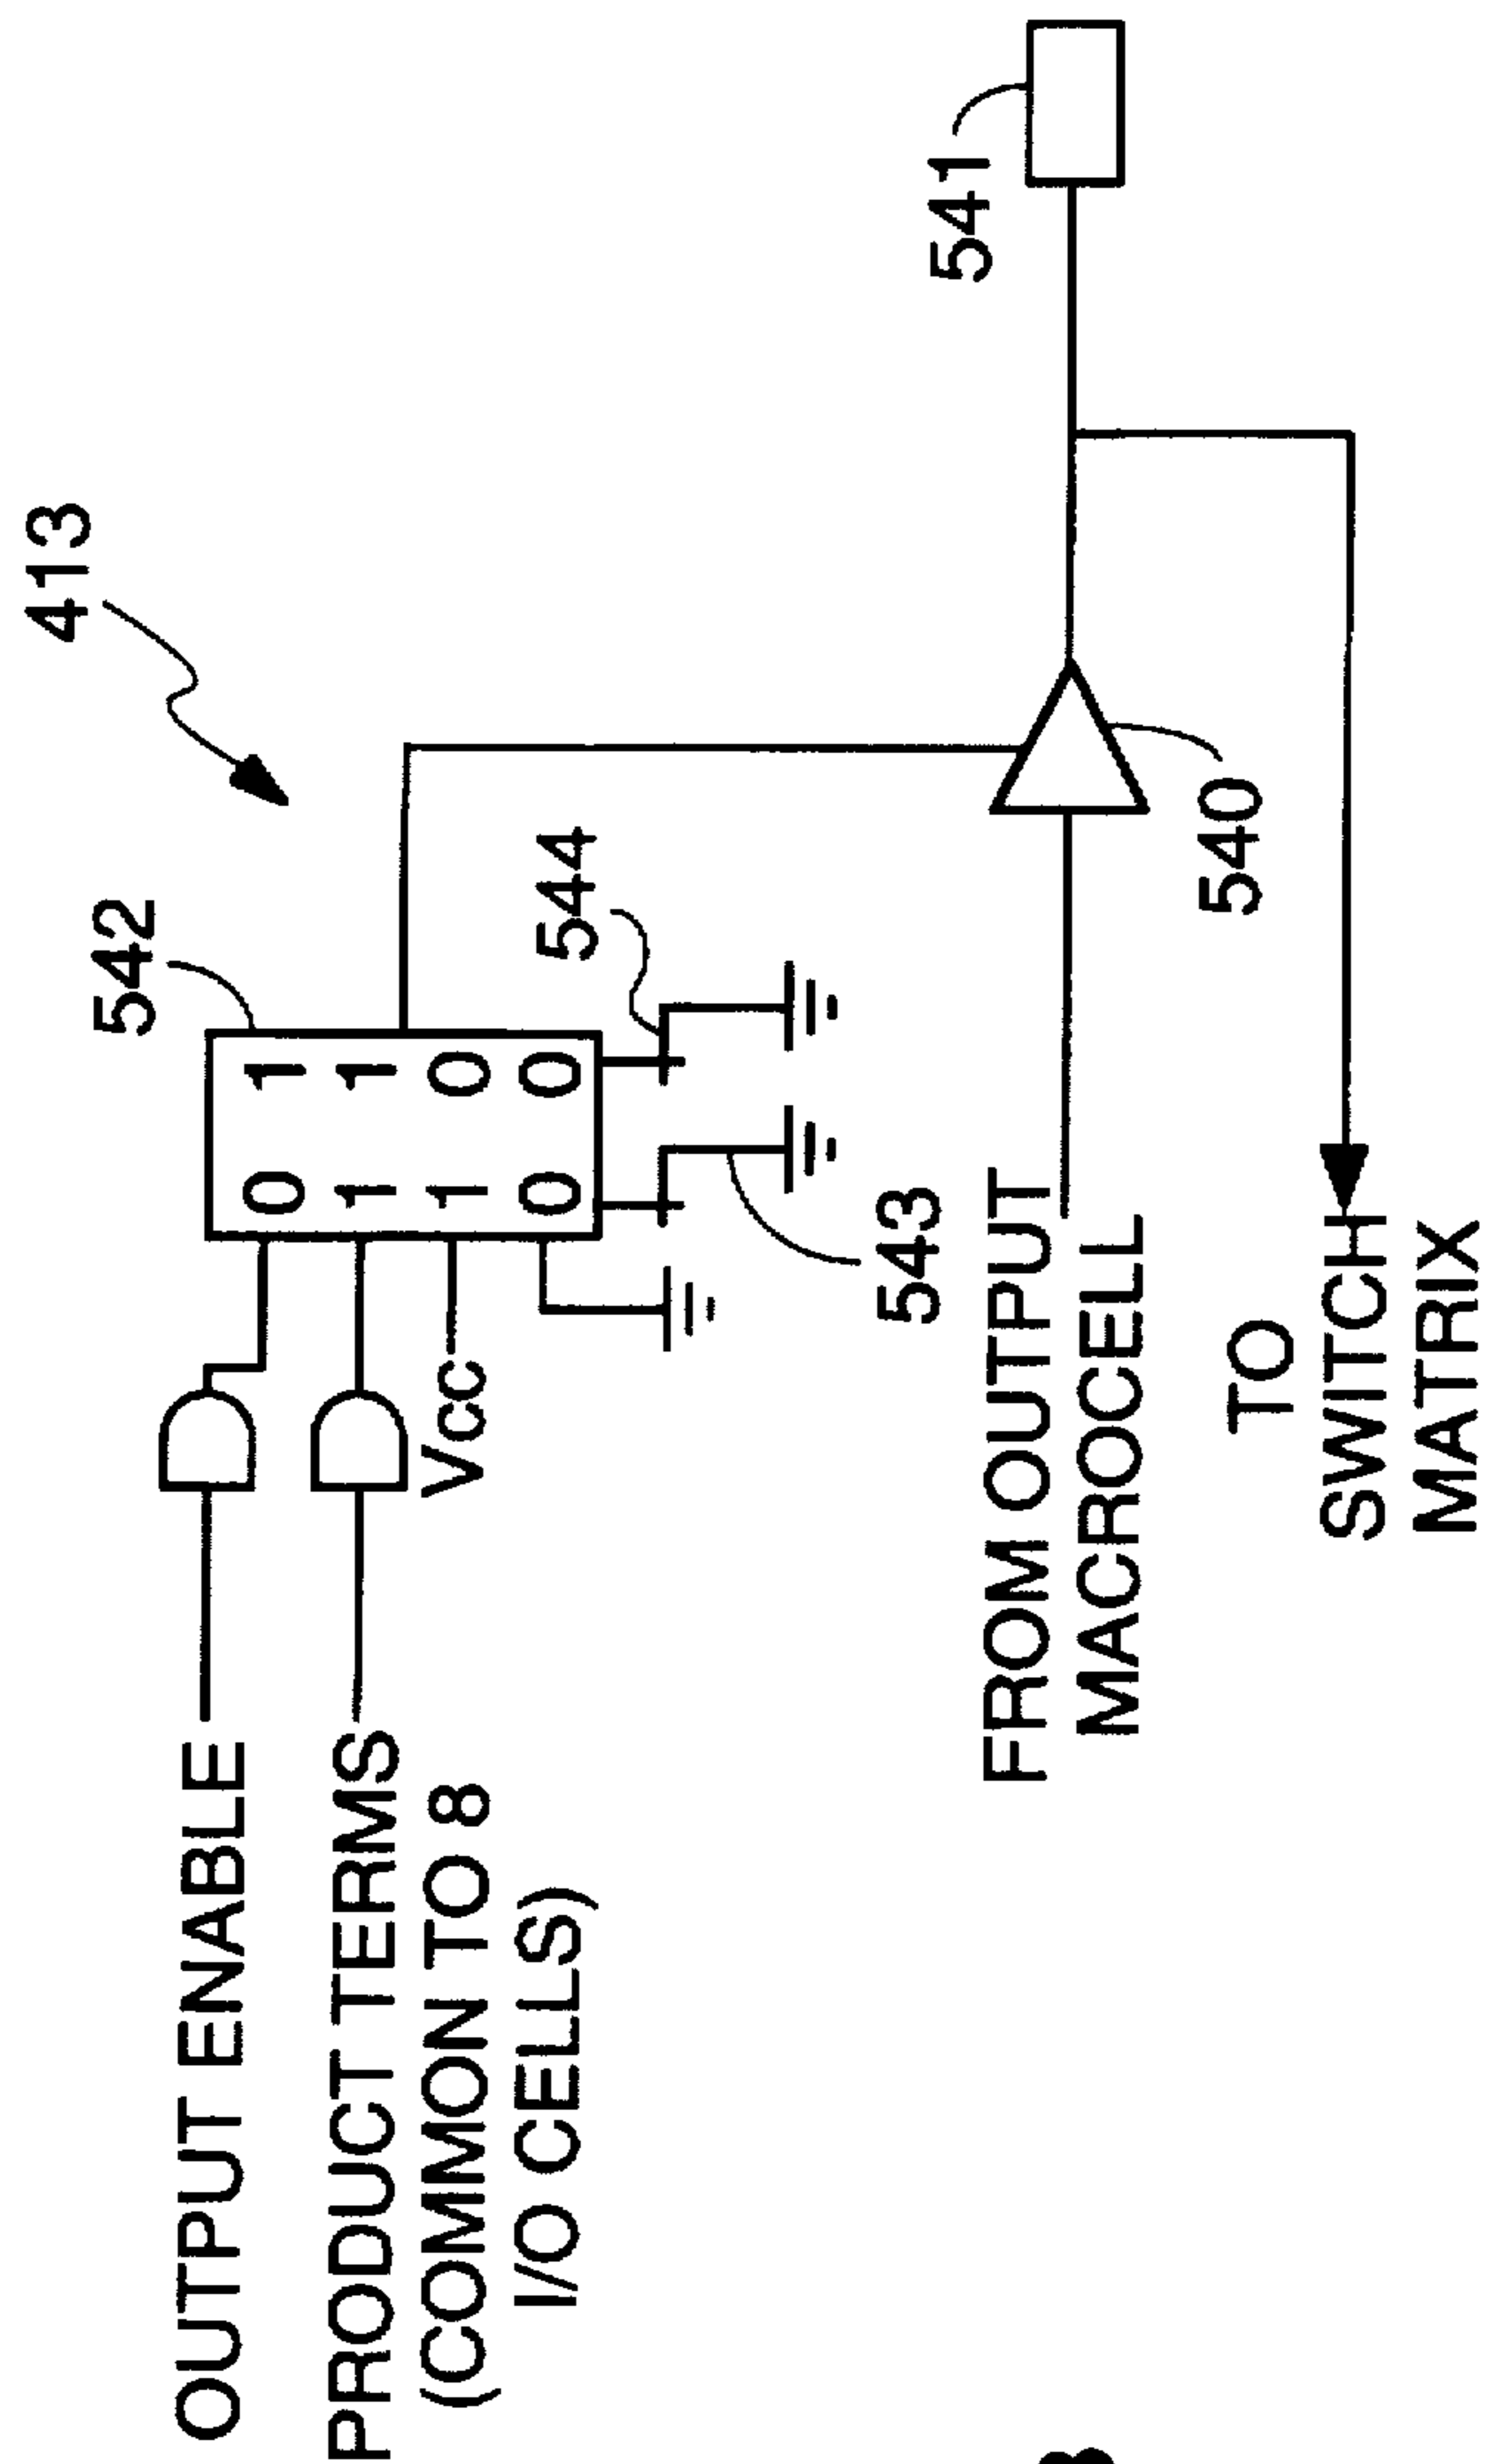 413
542
OUTPUT ENABLE
0 1
PRODUCT TERMS
1 1
(COMMON TO 8
I/O CELLS)
Vcc
1 0
0 0
544
543
541
FROM OUTPUT
MACROCELL
540
TO
SWITCH
MATRIX